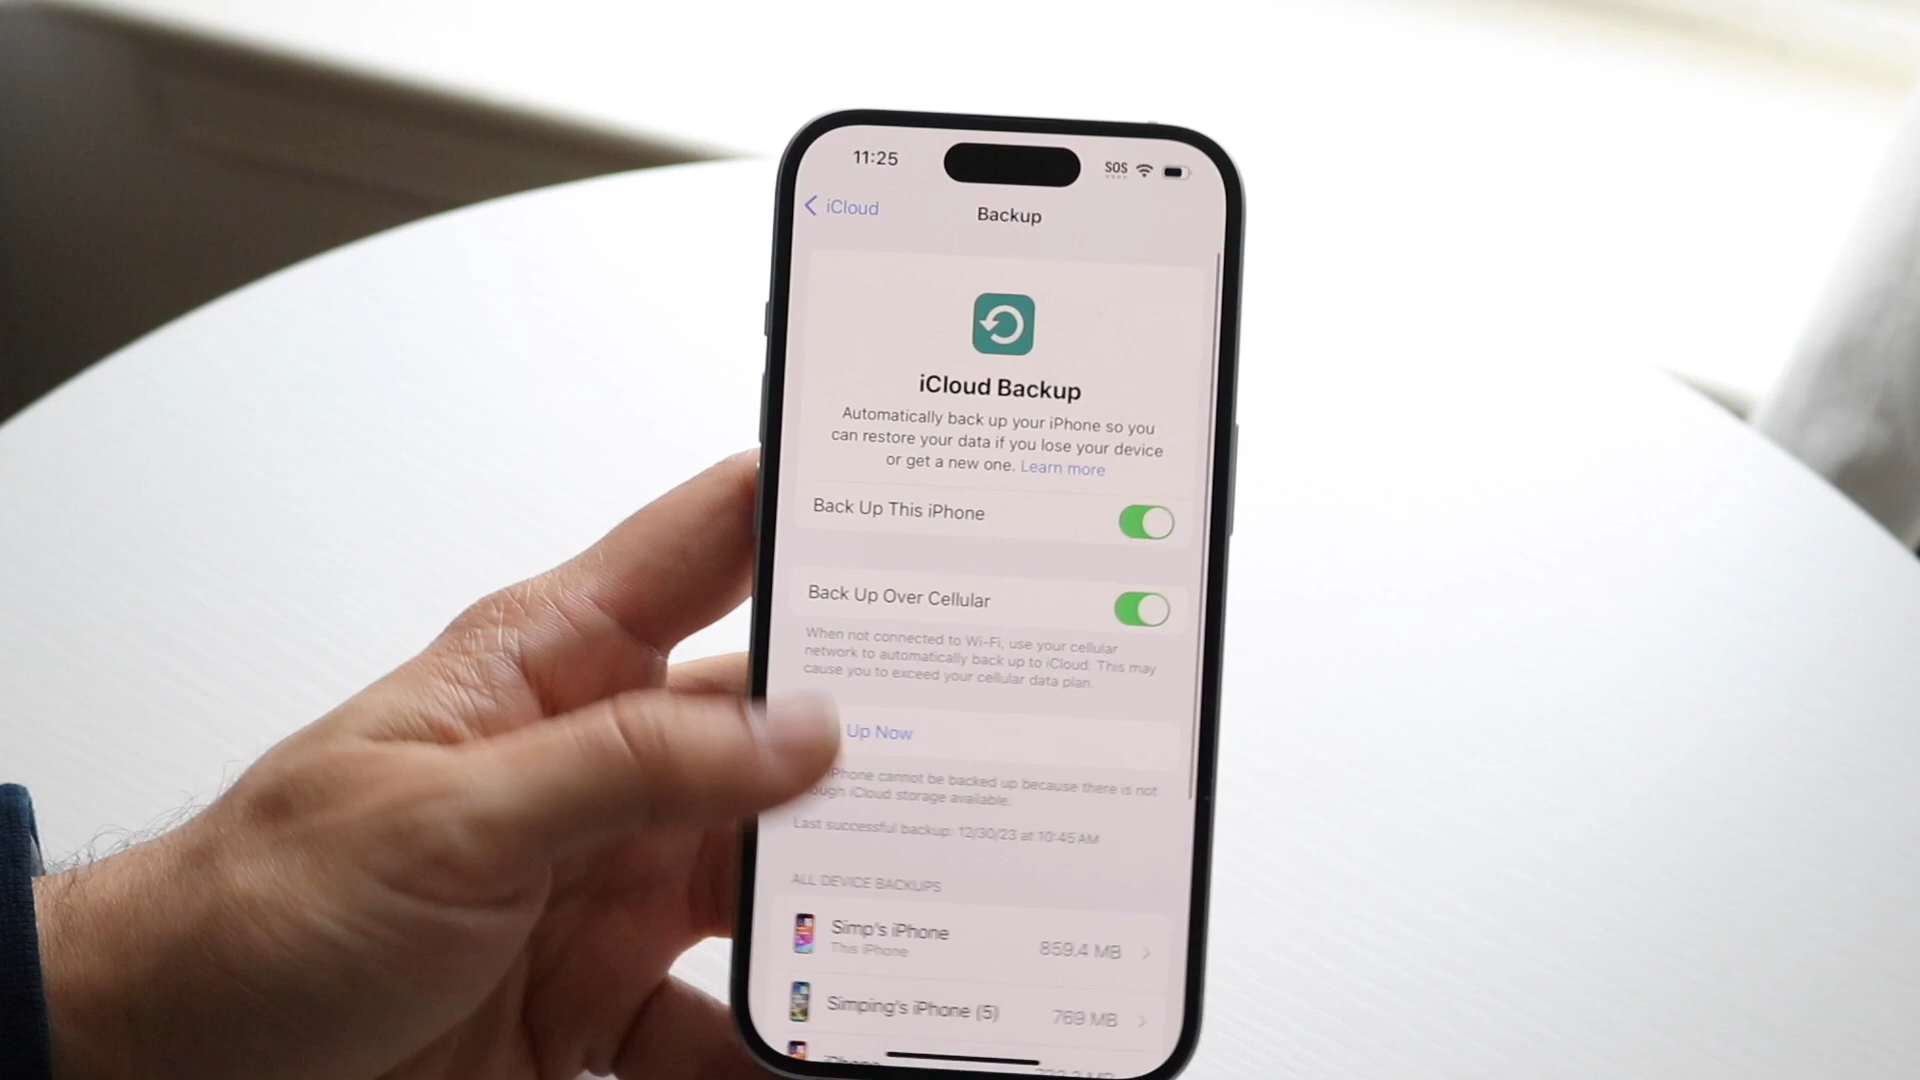 11:25
SOS
iCloud
Backup
iCloud Backup
Automatically back up your iPhone so you
can restore your data if you lose your device
or get a new one. Learn more
Back Up This iPhone
Back Up Over Cellular
When not connected to Wi-Fi, use your cellular
network to automatically back up to iCloud. This may
cause you to exceed your cellular data plan.
Up Now
iPhone cannot be backed up because there is not
iCloud storage available.
Last successful backup: 12/30/23 at 10:45 AM
ALL DEVICE BACKUPS
Simp's iPhone
This iPhone
859.4 MB
Simping's iPhone (5)
769 MB
iPhone